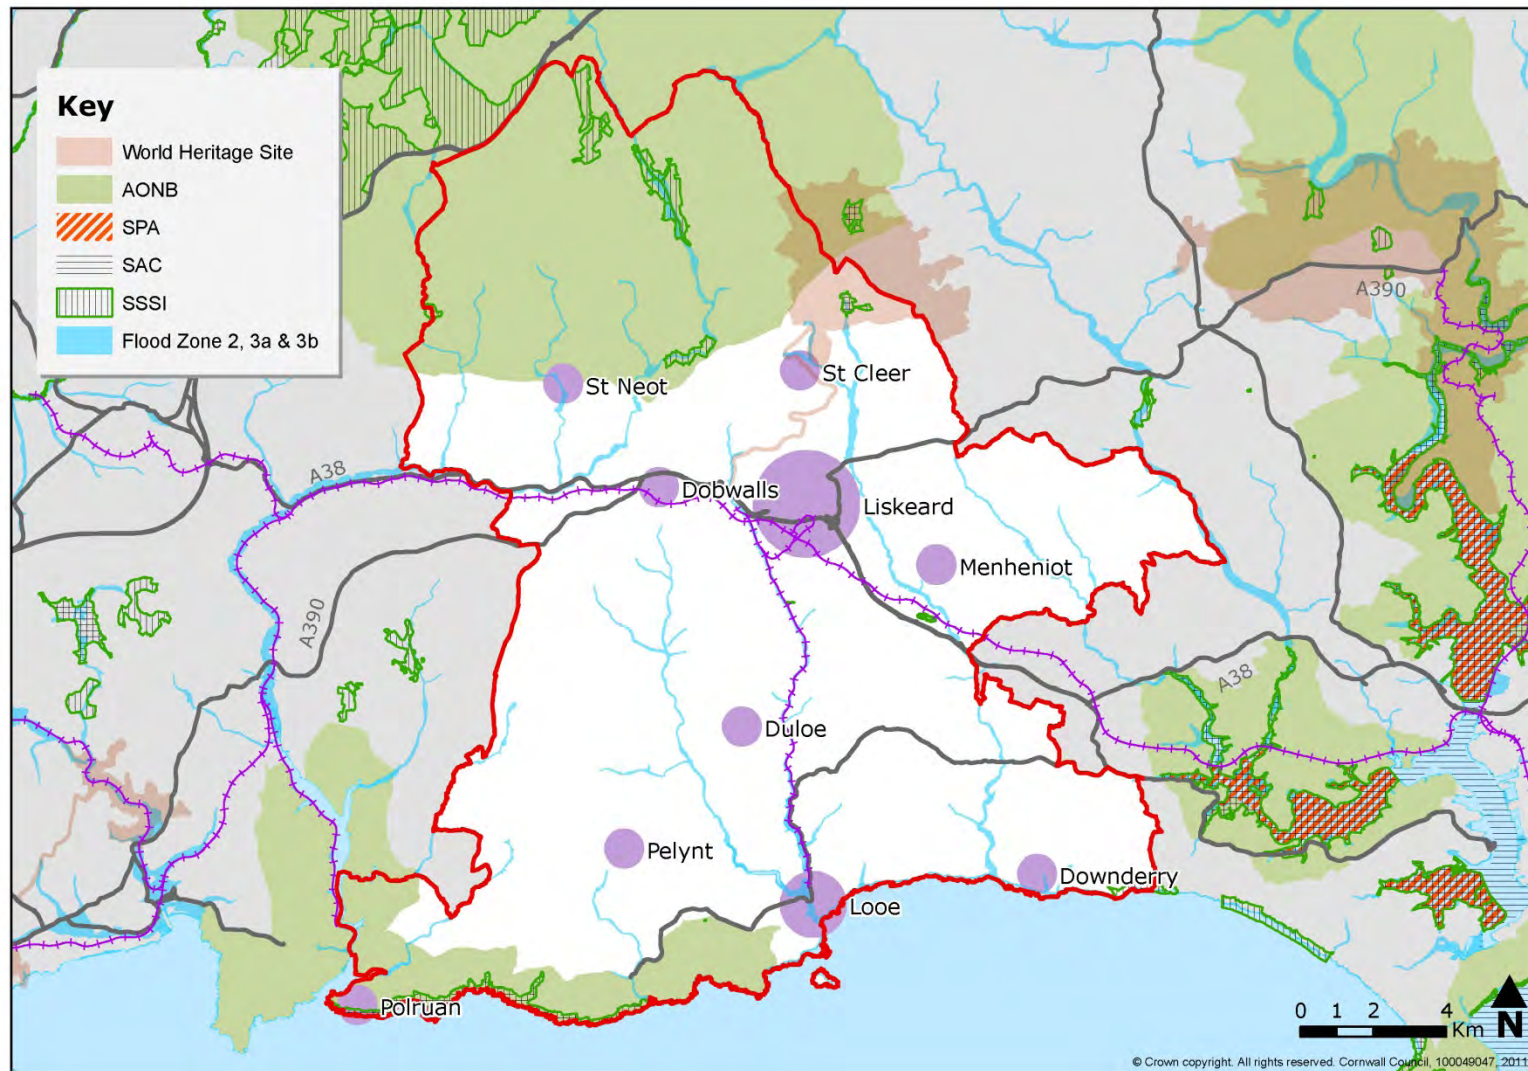 Key
World Heritage Site
AONB
SPA
SAC
SSSI
Flood Zone 2, 3a & 3b
A390
St Neot
St Cleer
A38
Dobwalls
Liskeard
Menheniot
A390
A38
Duloe
Pelynt
Downderry
Looe
Polruan
0 1 2 4
Km
N
© Crown copyright. All rights reserved. Cornwall Council, 100049047, 2011